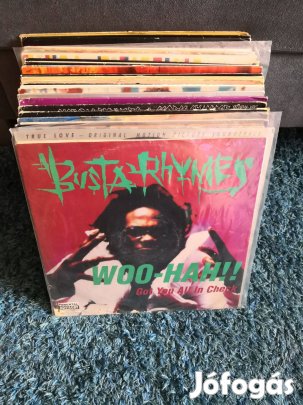 TRUE LOVE - ORIGINAL MOTION PICTURE SOUNDTRACK
BUSTA RHYMES
WOO-HAH!!
Got You All In Check
Jófogás